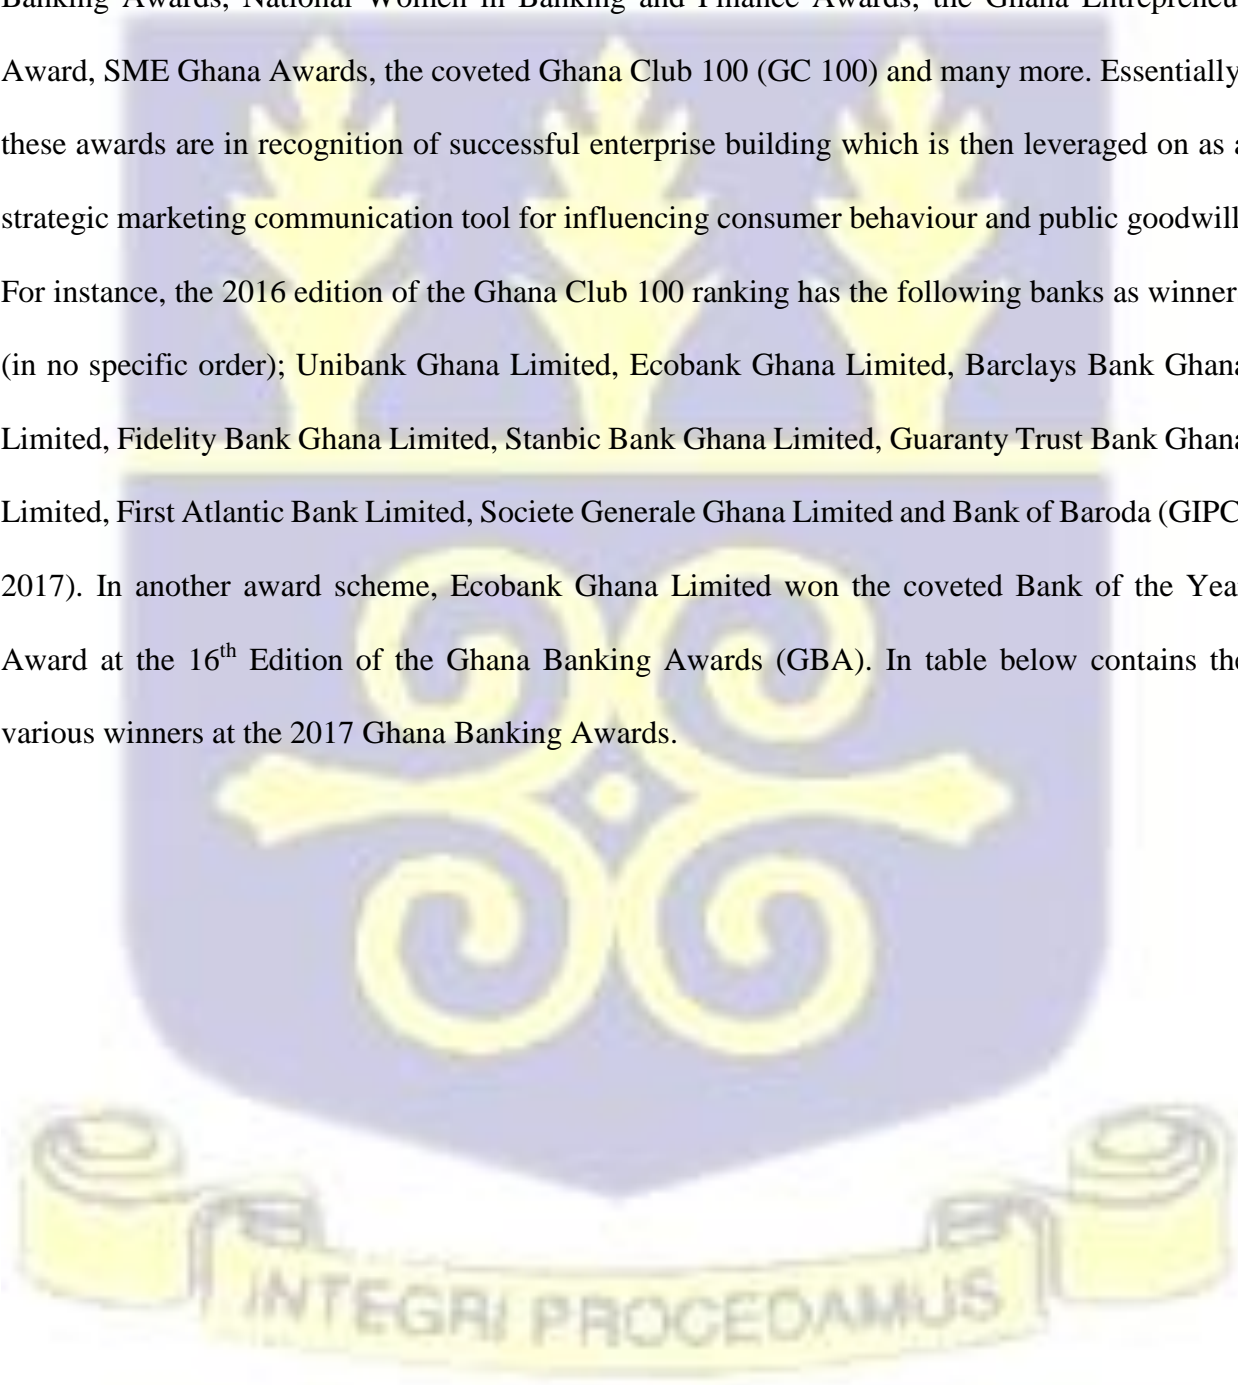 Banking Awards, National Women in Banking and Finance Awards, the Ghana Entrepreneu
Award, SME Ghana Awards, the coveted Ghana Club 100 (GC 100) and many more. Essentially
these awards are in recognition of successful enterprise building which is then leveraged on as a
strategic marketing communication tool for influencing consumer behaviour and public goodwill
For instance, the 2016 edition of the Ghana Club 100 ranking has the following banks as winner
(in no specific order); Unibank Ghana Limited, Ecobank Ghana Limited, Barclays Bank Ghana
Limited, Fidelity Bank Ghana Limited, Stanbic Bank Ghana Limited, Guaranty Trust Bank Ghana
Limited, First Atlantic Bank Limited, Societe Generale Ghana Limited and Bank of Baroda (GIPC
2017). In another award scheme, Ecobank Ghana Limited won the coveted Bank of the Yea
Award at the 16th Edition of the Ghana Banking Awards (GBA). In table below contains the
various winners at the 2017 Ghana Banking Awards.
INTEGRI PROCEDAMUS